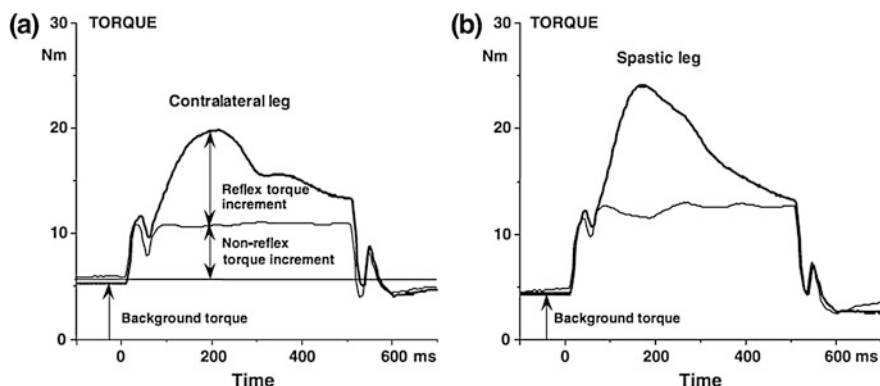 (a)
30
TORQUE
Nm
Contralateral leg
20
Reflex torque
increment
10
Non-reflex
torque increment
Background torque
0
0
200
400
600 ms
Time
(b)
30
TORQUE
Nm
Spastic leg
20
10
Background torque
0
0
200
400
600 ms
Time